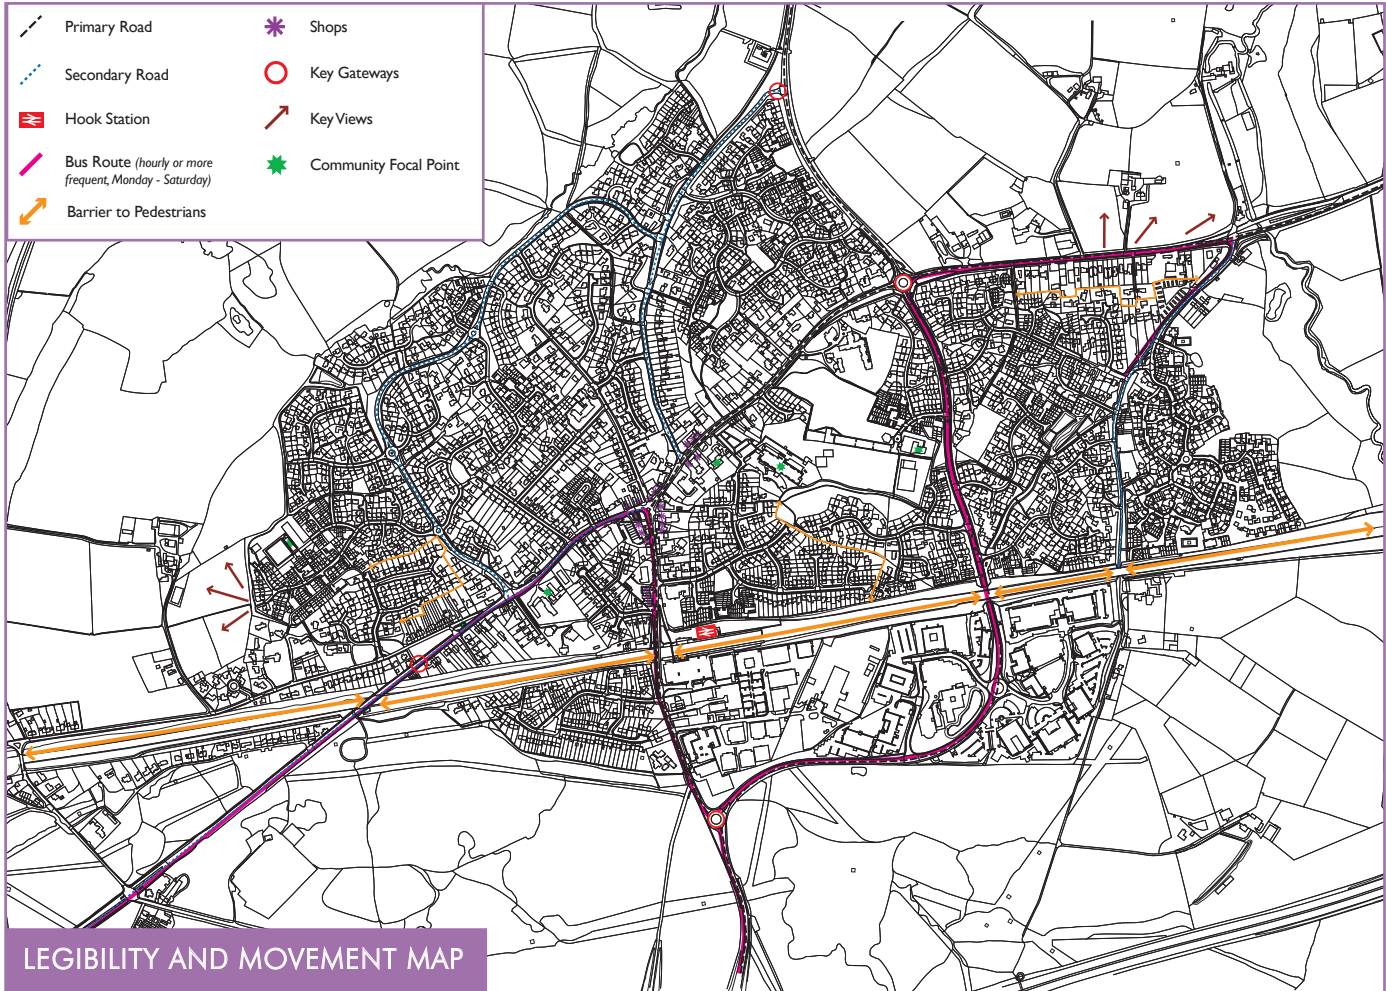 Primary Road
Secondary Road
Hook Station
Bus Route (hourly or more
frequent, Monday - Saturday)
Barrier to Pedestrians
Shops
Key Gateways
Key Views
Community Focal Point
LEGIBILITY AND MOVEMENT MAP